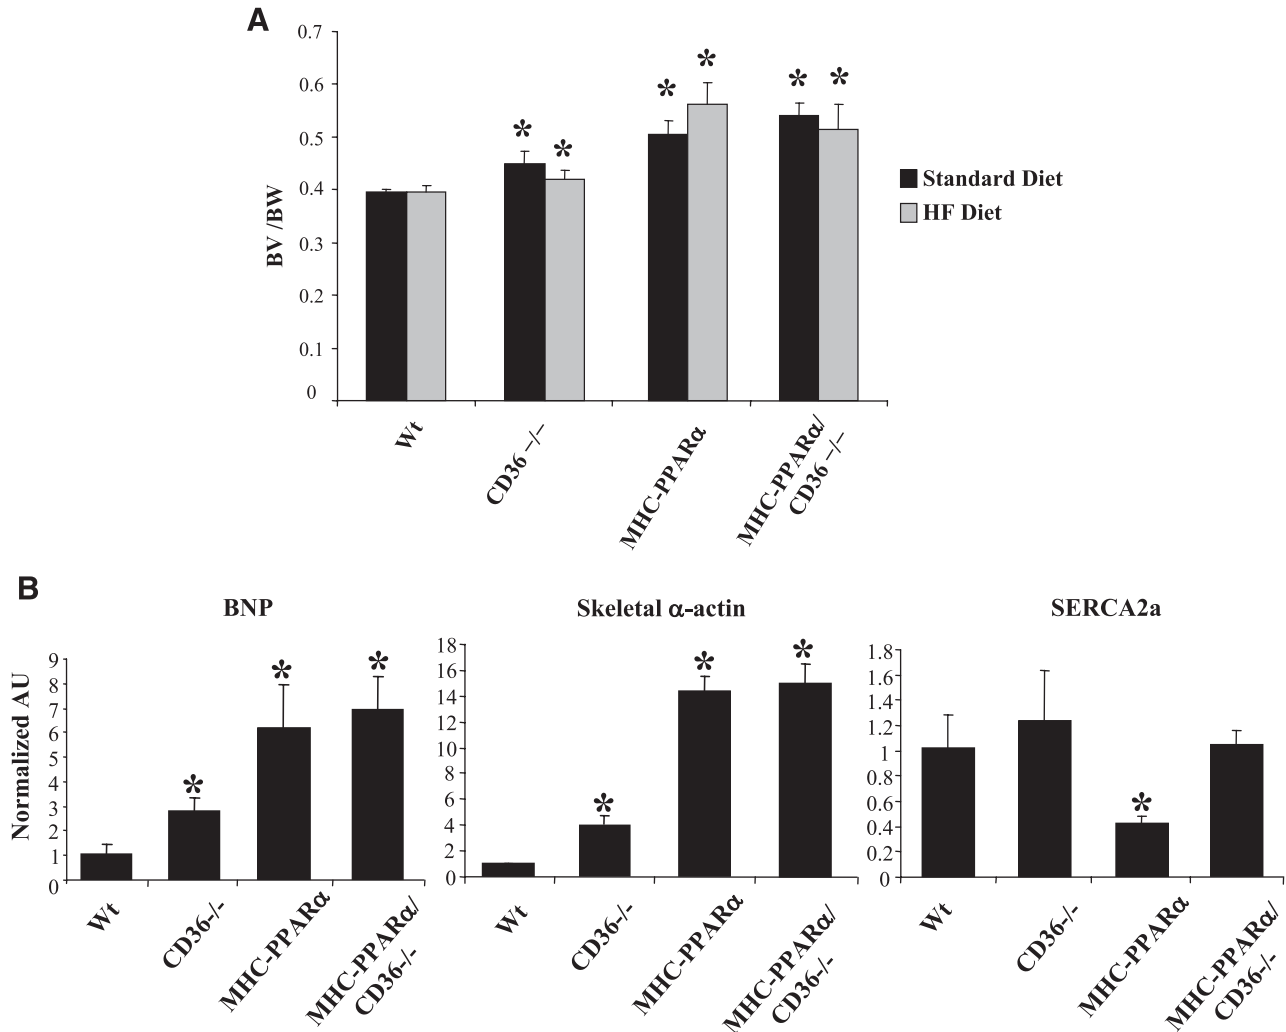 A
0.7
0.6
0.5
0.4
0.3
0.2
0.1
0
BV /BW
* * * * * *
Standard Diet
HF Diet
Wt
CD36 –/–
MHC-PPARα
MHC-PPARα/
CD36 –/–
B
BNP
Normalized AU
9
8
7
6
5
4
3
2
1
0
* * *
Wt
CD36-/-
MHC-PPARα
MHC-PPARα/
CD36-/-
Skeletal α-actin
18
16
14
12
10
8
6
4
2
0
* * *
Wt
CD36-/-
MHC-PPARα
MHC-PPARα/
CD36-/-
SERCA2a
1.8
1.6
1.4
1.2
1
0.8
0.6
0.4
0.2
0
*
Wt
CD36-/-
MHC-PPARα
MHC-PPARα/
CD36-/-